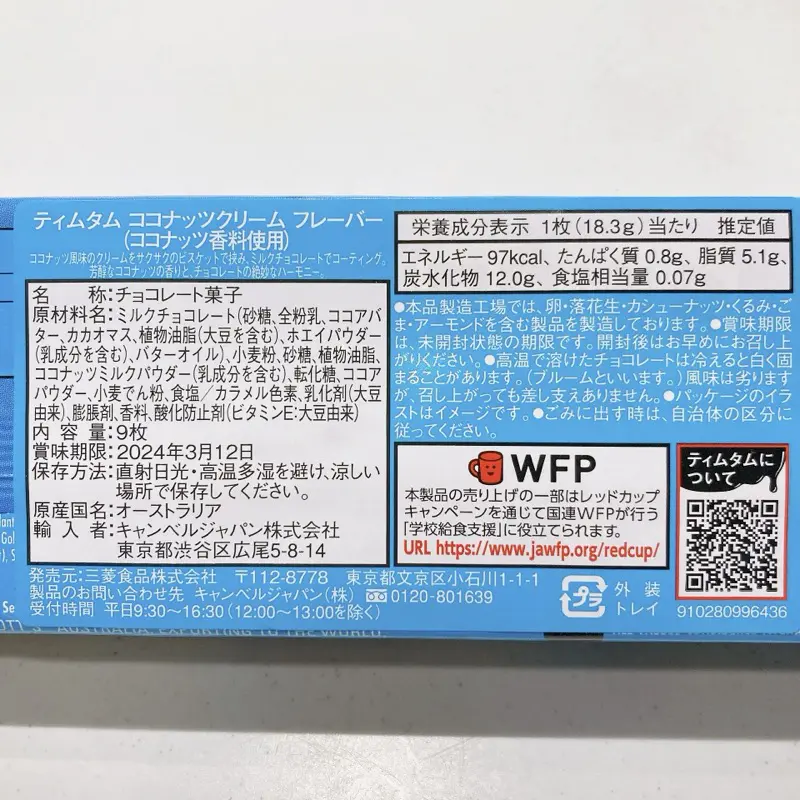 ティムタム ココナッツクリーム フレーバー
(ココナッツ香料使用)
ココナッツ風味のクリームをサクサクのビスケットで挟み、ミルクチョコレートでコーティング。
芳醇なココナッツの香りと、チョコレートの絶妙なハーモニー。
名 称:チョコレート菓子
原材料名:ミルクチョコレート(砂糖、全粉乳、ココアバ
ター、カカオマス、植物油脂(大豆を含む)、ホエイパウダー
(乳成分を含む)、バターオイル)、小麦粉、砂糖、植物油脂、
ココナッツミルクパウダー(乳成分を含む)、転化糖、ココア
パウダー、小麦でん粉、食塩/カラメル色素、乳化剤(大豆
由来)、膨脹剤、香料、酸化防止剤(ビタミンE:大豆由来)
内 容 量:9枚
賞味期限:2024年3月12日
保存方法:直射日光・高温多湿を避け、涼しい
場所で保存してください。
原産国名:オーストラリア
輸 入 者:キャンベルジャパン株式会社
東京都渋谷区広尾5-8-14
発売元:三菱食品株式会社 〒112-8778 東京都文京区小石川1-1-1
製品のお問い合わせ先 キャンベルジャパン(株) 0120-801639
受付時間 平日9:30~16:30(12:00~13:00を除く)
栄養成分表示 1枚(18.3g)当たり 推定値
エネルギー 97kcal、たんぱく質 0.8g、脂質 5.1g、
炭水化物 12.0g、食塩相当量 0.07g
●本品製造工場では、卵・落花生・カシューナッツ・くるみ・ご
ま・アーモンドを含む製品を製造しております。●賞味期限
は、未開封状態の期限です。開封後はお早めにお召し上
がりください。●高温で溶けたチョコレートは冷えると白く固
まることがあります。(ブルームといいます。)風味は劣ります
が、召し上がっても差し支えありません。●パッケージのイラ
ストはイメージです。●ごみに出す時は、自治体の区分に
従ってください。
WFP
本製品の売り上げの一部はレッドカップ
キャンペーンを通じて国連WFPが行う
「学校給食支援」に役立てられます。
URL https://www.jawfp.org/redcup/
ティムタムに
ついて
プラ
外 装
トレイ
910280996436
AUSTRALIA. EXPORTING TO THE WORLD.